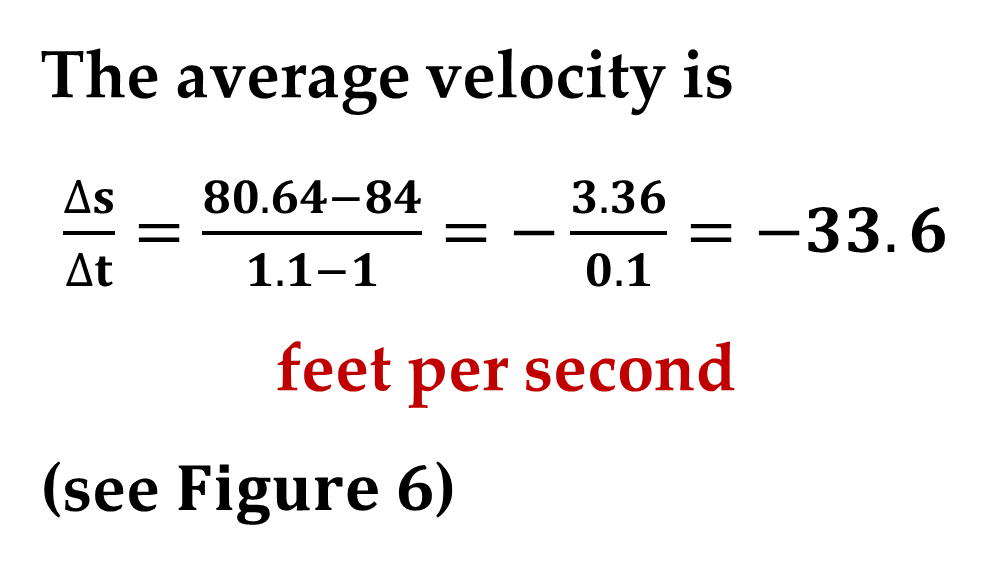 The average velocity is
Δs/Δt = 80.64−84/1.1−1 = −3.36/0.1 = −33.6
feet per second
(see Figure 6)